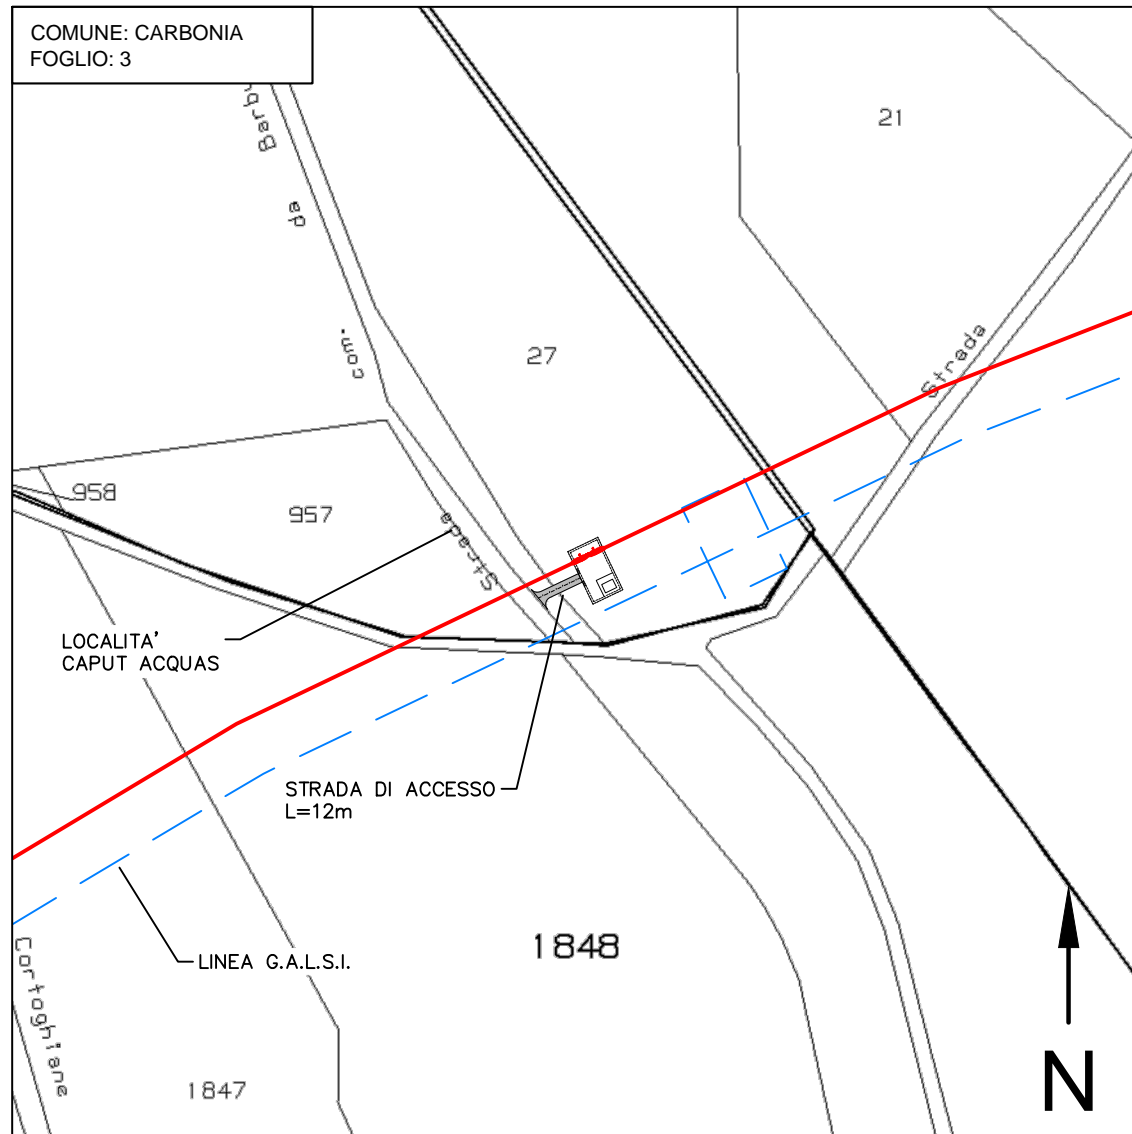 COMUNE: CARBONIA
FOGLIO: 3
21
da
com.
27
Strada
958
957
Strada
LOCALITA'
CAPUT ACQUAS
STRADA DI ACCESSO
L=12m
1848
LINEA G.A.L.S.I.
Cortoghiane
1847
N